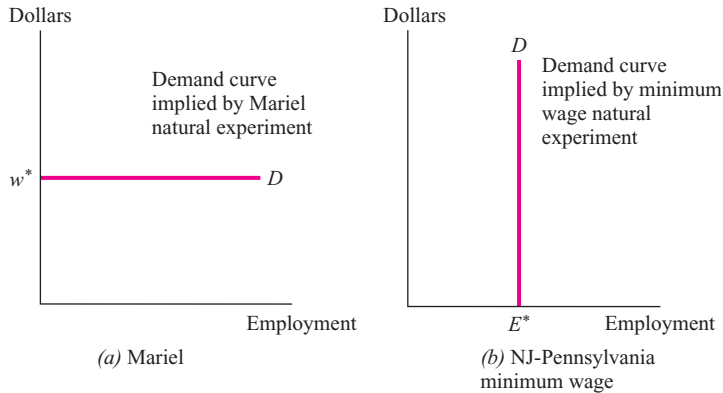 Dollars
Demand curve
implied by Mariel
natural experiment
w*
D
Employment
(a) Mariel
Dollars
D
Demand curve
implied by minimum
wage natural
experiment
E*
Employment
(b) NJ-Pennsylvania
minimum wage